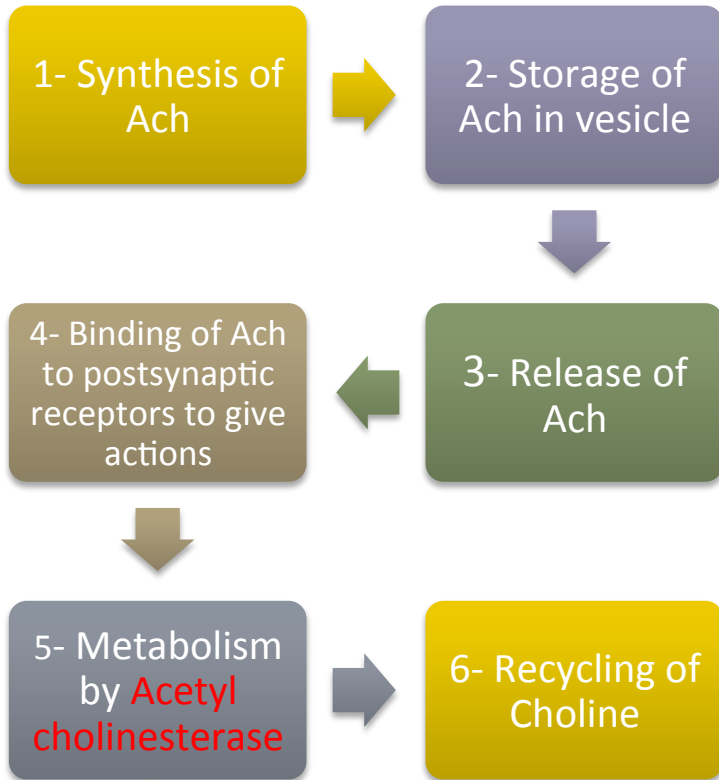 1- Synthesis of
Ach
2- Storage of
Ach in vesicle
3- Release of
Ach
4- Binding of Ach
to postsynaptic
receptors to give
actions
5- Metabolism
by Acetyl
cholinesterase
6- Recycling of
Choline